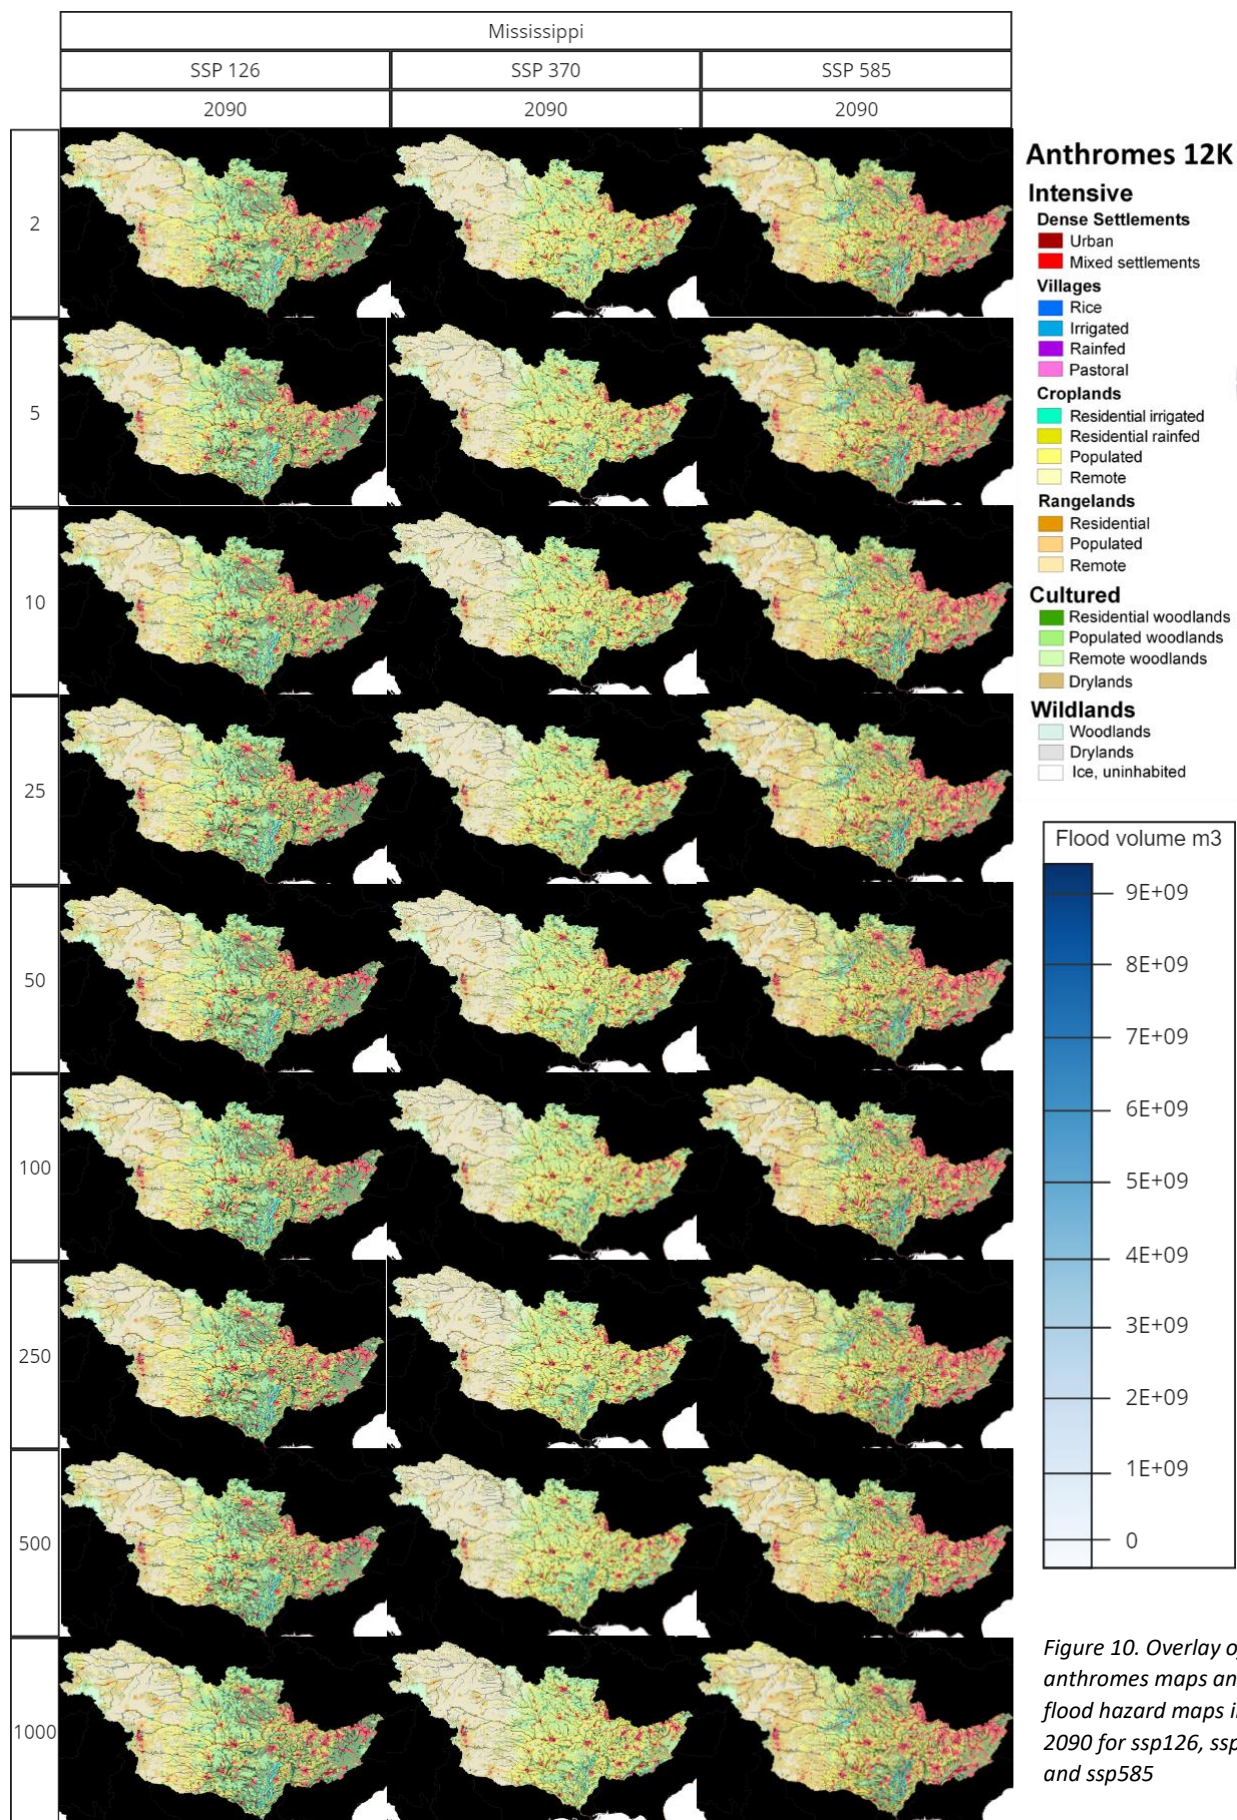 Mississippi
SSP 126
SSP 370
SSP 585
2090
2090
2090
2
5
10
25
50
100
250
500
1000
Anthromes 12K
Intensive
Dense Settlements
Urban
Mixed settlements
Villages
Rice
Irrigated
Rainfed
Pastoral
Croplands
Residential irrigated
Residential rainfed
Populated
Remote
Rangelands
Residential
Populated
Remote
Cultured
Residential woodlands
Populated woodlands
Remote woodlands
Drylands
Wildlands
Woodlands
Drylands
Ice, uninhabited
Flood volume m3
9E+09
8E+09
7E+09
6E+09
5E+09
4E+09
3E+09
2E+09
1E+09
0
Figure 10. Overlay
anthromes maps
flood hazard maps
2090 for ssp126,
and ssp585